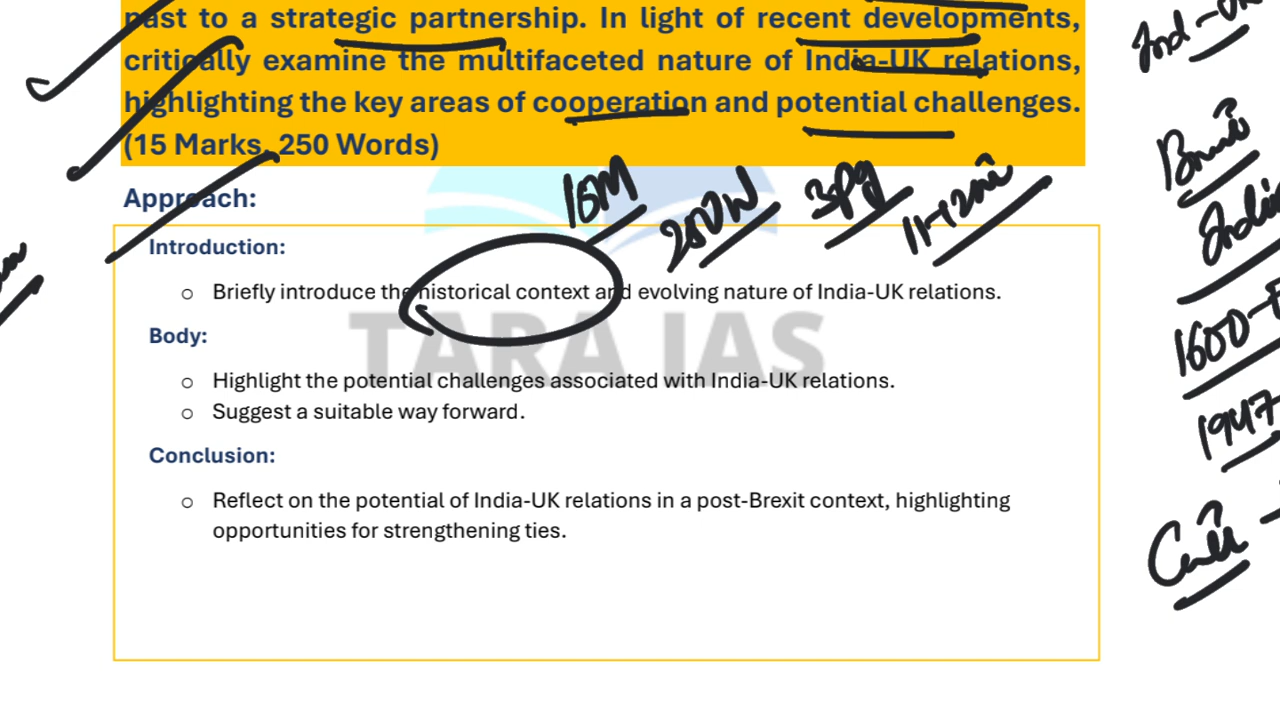 past to a strategic partnership. In light of recent developments,
critically examine the multifaceted nature of India-UK relations,
highlighting the key areas of cooperation and potential challenges.
(15 Marks, 250 Words)
15M 250W 3pg
Approach:
Introduction:
o Briefly introduce the historical context and evolving nature of India-UK relations.
Body:
TARA IAS
o Highlight the potential challenges associated with India-UK relations.
o Suggest a suitable way forward.
Conclusion:
o Reflect on the potential of India-UK relations in a post-Brexit context, highlighting
opportunities for strengthening ties.
Ind-UK
1600
1947